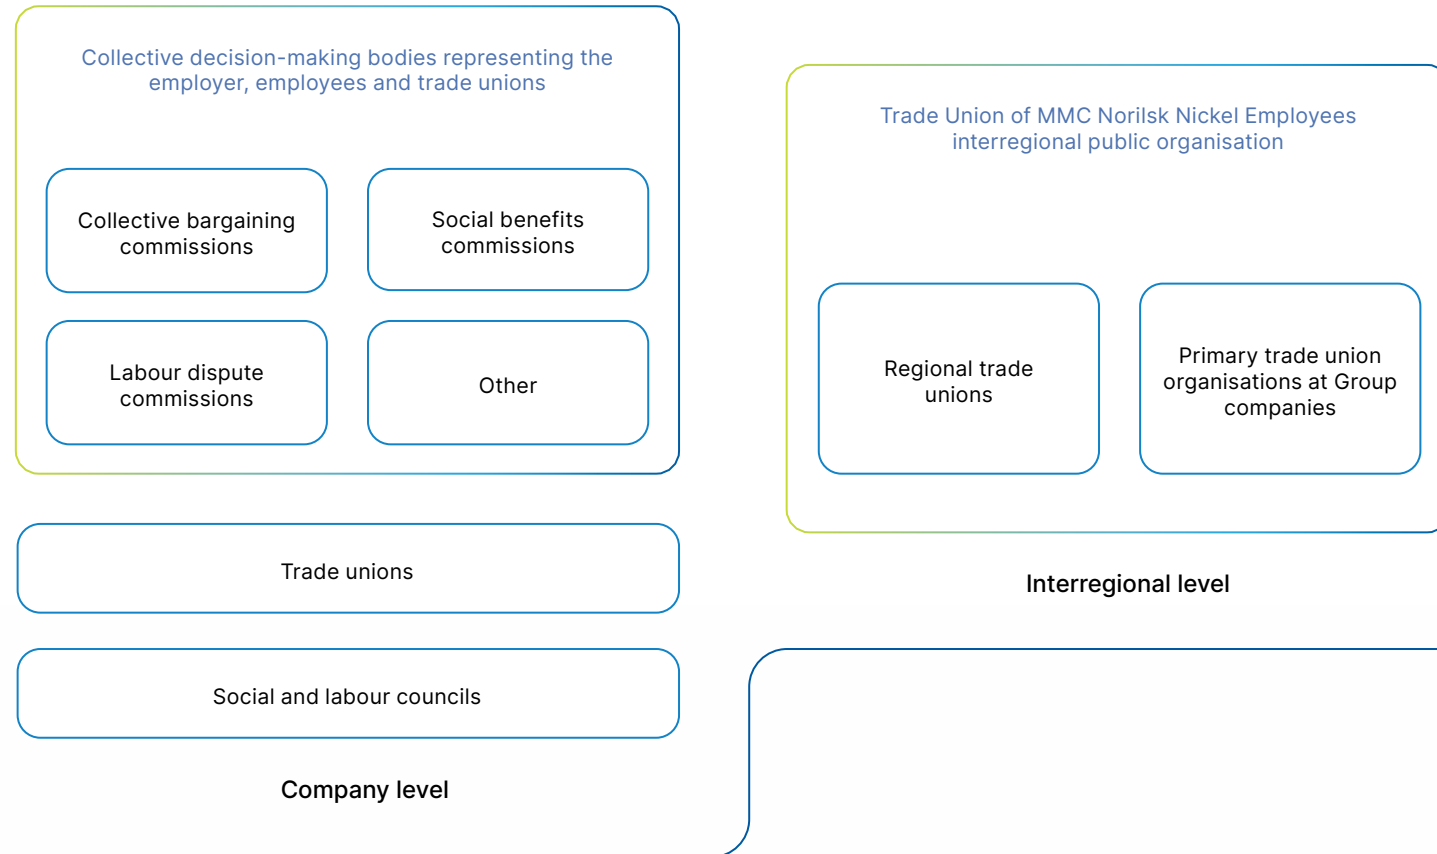 Collective decision-making bodies representing the
employer, employees and trade unions
Collective bargaining
commissions
Social benefits
commissions
Labour dispute
commissions
Other
Trade unions
Social and labour councils
Company level
Trade Union of MMC Norilsk Nickel Employees
interregional public organisation
Regional trade
unions
Primary trade union
organisations at Group
companies
Interregional level